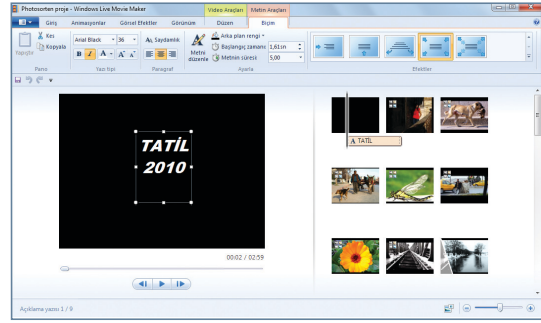 Photosorten proje - Windows Live Movie Maker
Video Araçları
Metin Araçları
Giriş
Animasyonlar
Görsel Efektler
Görünüm
Düzen
Biçim
Yapıştır
Kes
Kopyala
Pano
Arial Black
36
Saydamlık
Yazı tipi
Paragraf
Metni düzenle
Arka plan rengi
Başlangıç zamanı 1,61sn
Metnin süresi 5,00
Ayarla
Efektler
TATİL
2010
A TATİL
00:02 / 02:59
Açıklama yazısı 1 / 9